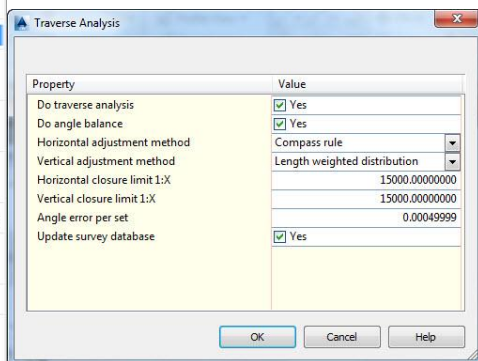 Traverse Analysis
Property Value
Do traverse analysis Yes
Do angle balance Yes
Horizontal adjustment method Compass rule
Vertical adjustment method Length weighted distribution
Horizontal closure limit 1:X 15000.00000000
Vertical closure limit 1:X 15000.00000000
Angle error per set 0.00049999
Update survey database Yes
OK Cancel Help